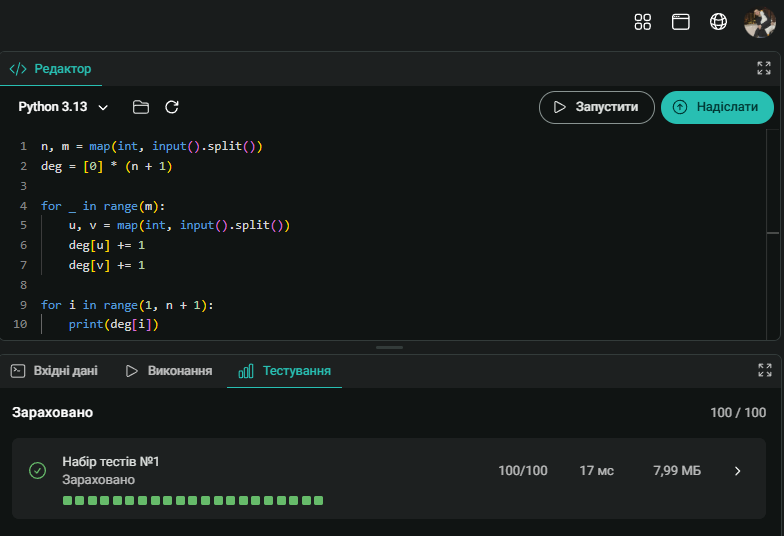 </> Редактор
Python 3.13
Запустити
Надіслати
1 n, m = map(int, input().split())
2 deg = [0] * (n + 1)
3
4 for _ in range(m):
5     u, v = map(int, input().split())
6     deg[u] += 1
7     deg[v] += 1
8
9 for i in range(1, n + 1):
10     print(deg[i])
Вхідні дані
Виконання
Тестування
Зараховано 100 / 100
Набір тестів №1
Зараховано
100/100 17 мс 7,99 МБ